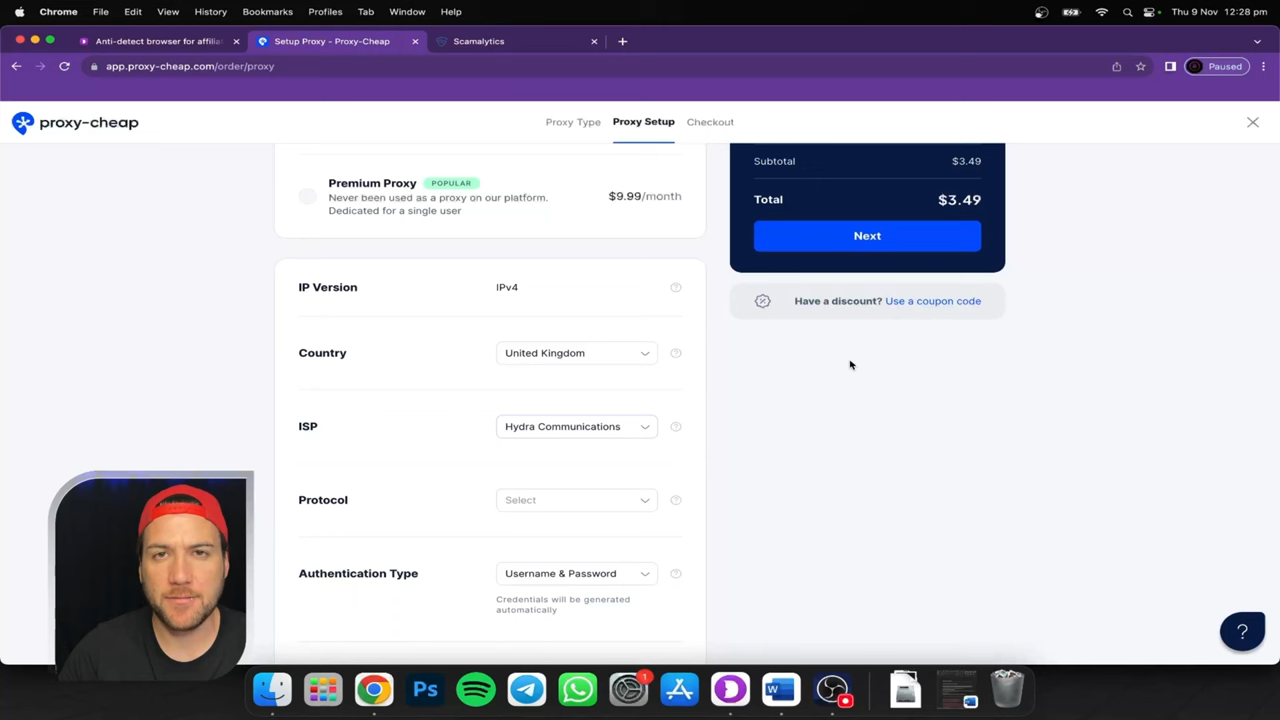 Chrome File Edit View History Bookmarks Profiles Tab Window Help Thu 9 Nov 12:28 pm
Anti-detect browser for affilia Setup Proxy - Proxy-Cheap Scamalytics
app.proxy-cheap.com/order/proxy Paused
proxy-cheap Proxy Type Proxy Setup Checkout
Subtotal $3.49
Premium Proxy POPULAR
Never been used as a proxy on our platform.
Dedicated for a single user
$9.99/month
Total $3.49
Next
IP Version IPv4
Have a discount? Use a coupon code
Country United Kingdom
ISP Hydra Communications
Protocol Select
Authentication Type Username & Password
Credentials will be generated
automatically
?
Ps
1